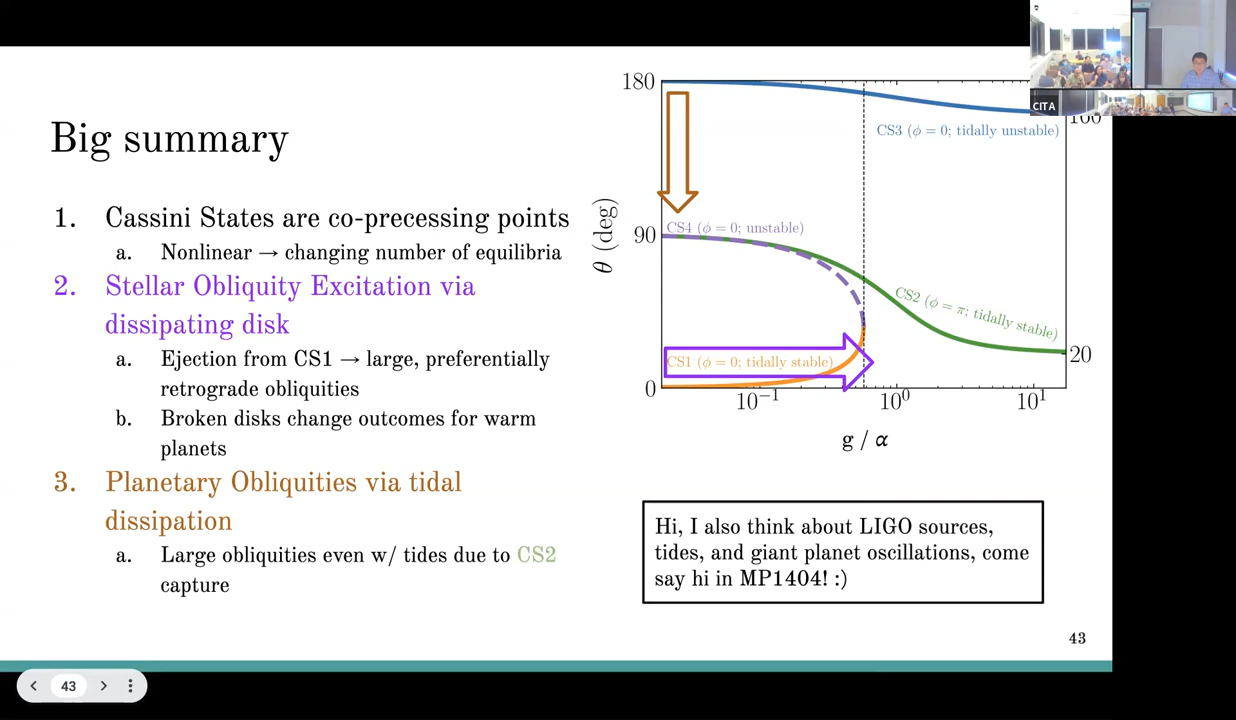 Big summary
1. Cassini States are co-precessing points
a. Nonlinear → changing number of equilibria
2. Stellar Obliquity Excitation via
dissipating disk
a. Ejection from CS1 → large, preferentially
retrograde obliquities
b. Broken disks change outcomes for warm
planets
3. Planetary Obliquities via tidal
dissipation
a. Large obliquities even w/ tides due to CS2
capture
180
90
0
θ (deg)
CS3 (ϕ = 0; tidally unstable)
CS4 (ϕ = 0; unstable)
CS2 (ϕ = π; tidally stable)
CS1 (ϕ = 0; tidally stable)
20
10⁻¹
10⁰
10¹
g / α
Hi, I also think about LIGO sources,
tides, and giant planet oscillations, come
say hi in MP1404! :)
43
43
CITA